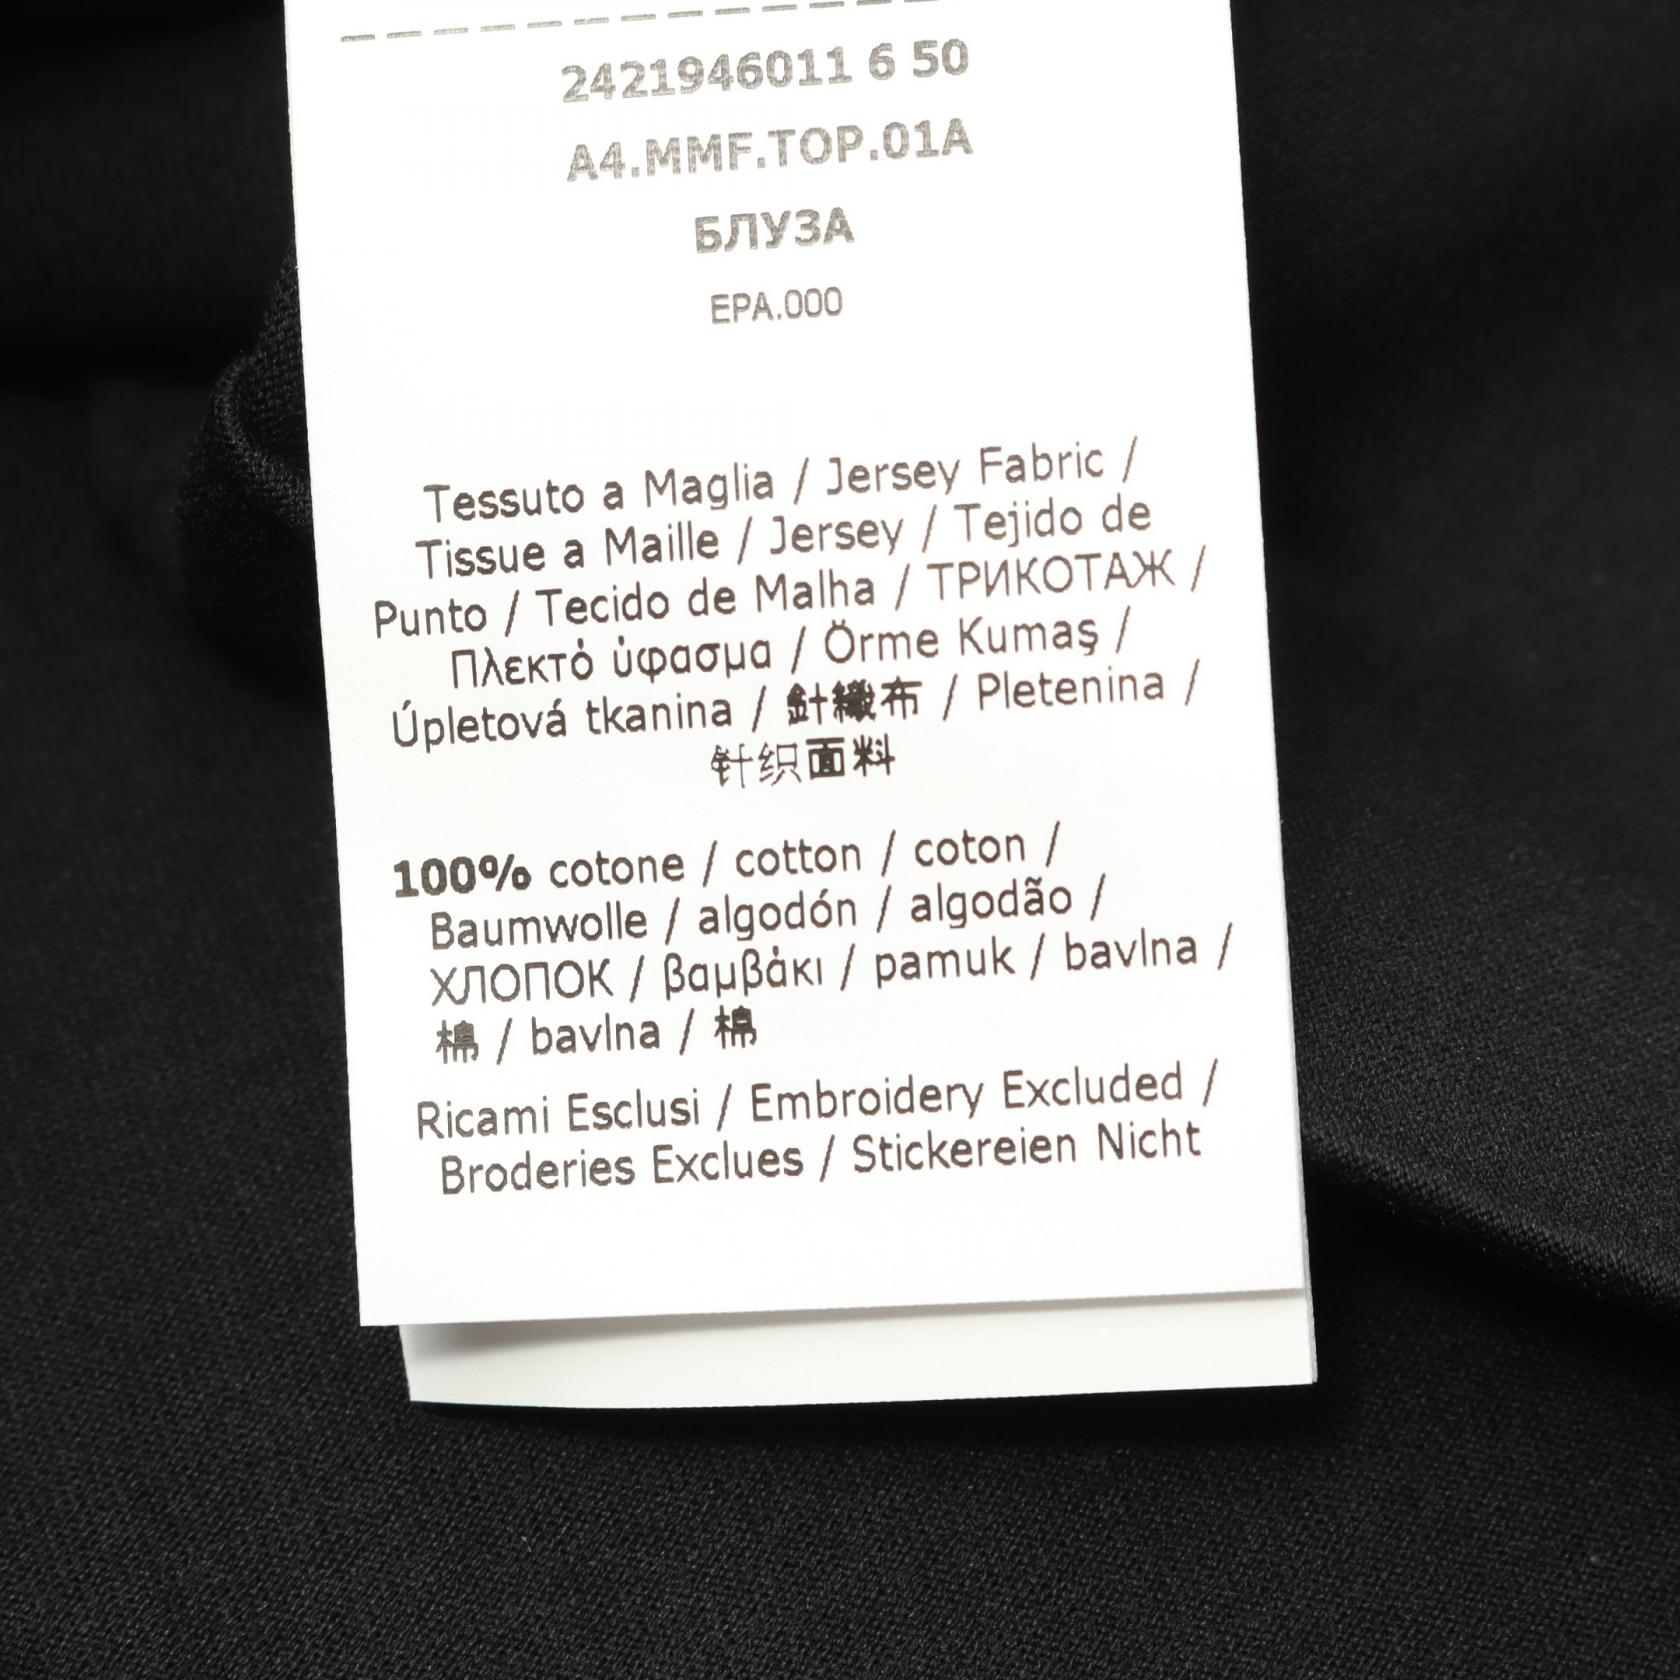 2421946011 6 50
A4.MMF.TOP.01A
БЛУЗА
EPA.000
Tessuto a Maglia / Jersey Fabric /
Tissue a Maille / Jersey / Tejido de
Punto / Tecido de Malha / ТРИКОТАЖ /
Πλεκτό ύφασμα / Örme Kumaş /
Úpletová tkanina / 針織布 / Pletenina /
针织面料
100% cotone / cotton / coton /
Baumwolle / algodón / algodão /
ХЛОПОК / βαμβάκι / pamuk / bavlna /
棉 / bavlna / 棉
Ricami Esclusi / Embroidery Excluded /
Broderies Exclues / Stickereien Nicht